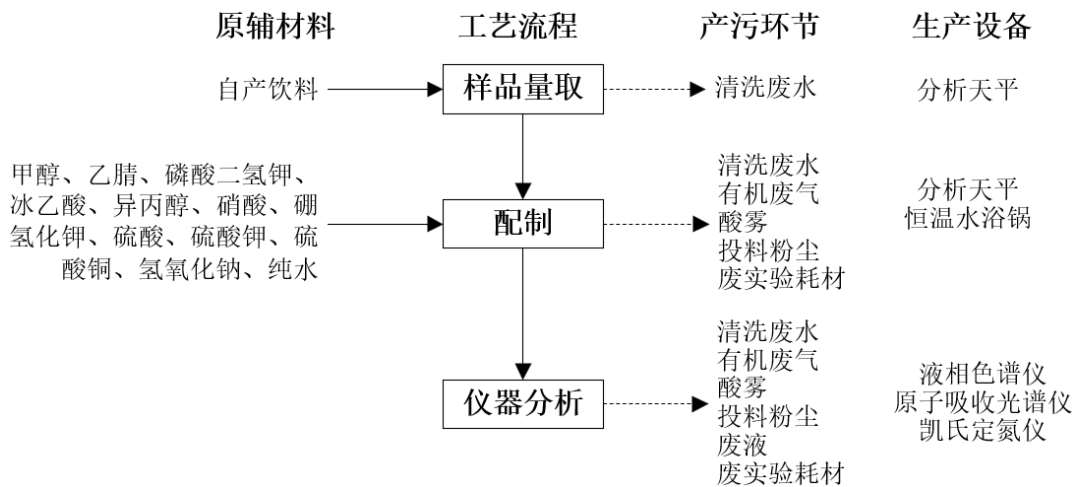 原辅材料 工艺流程 产污环节 生产设备
自产饮料 样品量取 清洗废水 分析天平
甲醇、乙腈、磷酸二氢钾、
冰乙酸、异丙醇、硝酸、硼
氢化钾、硫酸、硫酸钾、硫
酸铜、氢氧化钠、纯水
配制
清洗废水
有机废气
酸雾
投料粉尘
废实验耗材
分析天平
恒温水浴锅
仪器分析
清洗废水
有机废气
酸雾
投料粉尘
废液
废实验耗材
液相色谱仪
原子吸收光谱仪
凯氏定氮仪